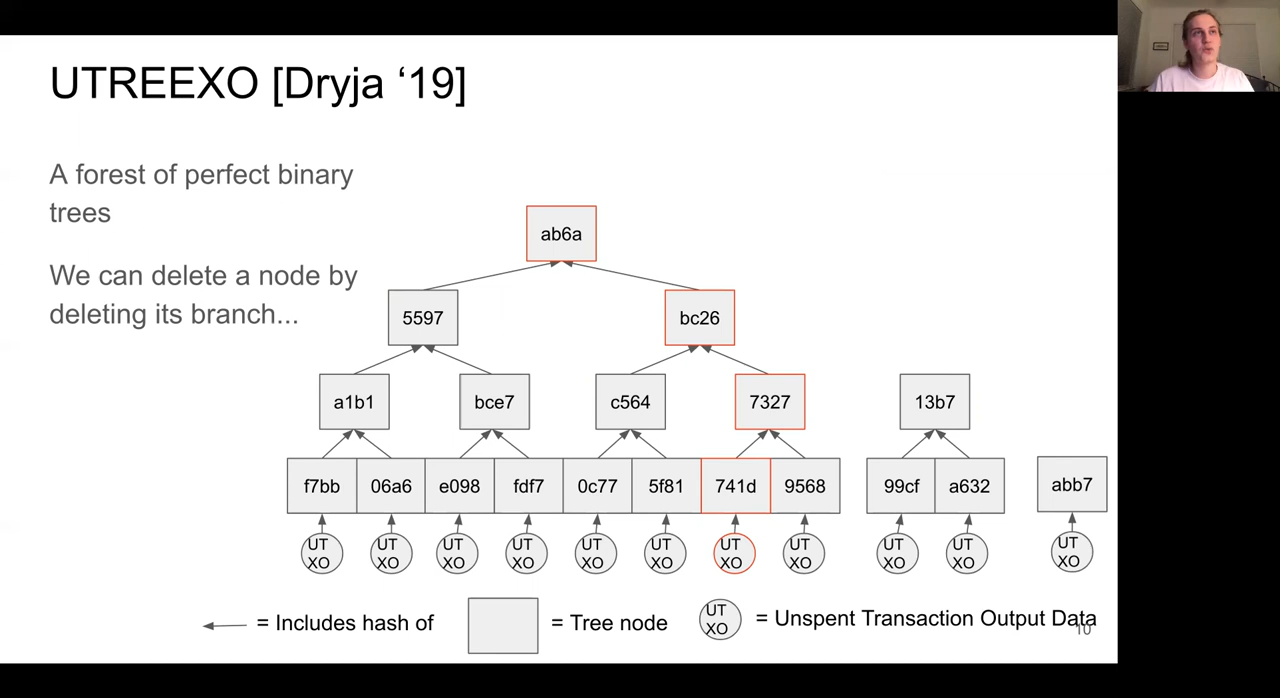 UTREEXO [Dryja ‘19]
A forest of perfect binary
trees
We can delete a node by
deleting its branch...
ab6a
5597
bc26
a1b1
bce7
c564
7327
13b7
f7bb
06a6
e098
fdf7
0c77
5f81
741d
9568
99cf
a632
abb7
UT
XO
UT
XO
UT
XO
UT
XO
UT
XO
UT
XO
UT
XO
UT
XO
UT
XO
UT
XO
UT
XO
= Includes hash of
= Tree node
UT
XO
= Unspent Transaction Output Data
10